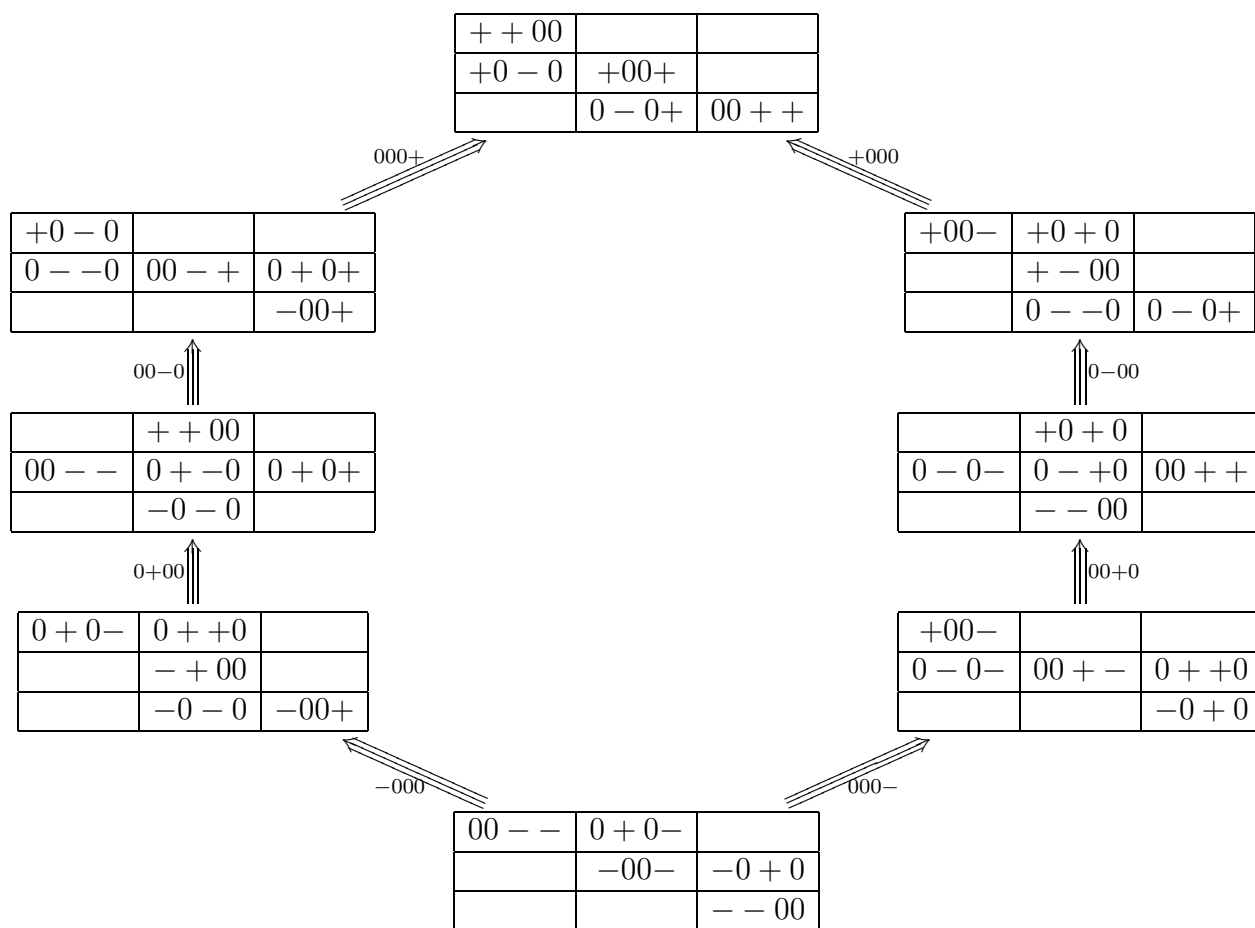 + + 00
+0 − 0 +00+
0 − 0+ 00 + +
000+ +000
+0 − 0 +00− +0 + 0
0 − −0 00 − + 0 + 0+ + − 00
−00+ 0 − −0 0 − 0+
00−0 0−00
+ + 00 +0 + 0
00 − − 0 + −0 0 + 0+ 0 − 0− 0 − +0 00 + +
−0 − 0 − − 00
0+00 00+0
0 + 0− 0 + +0 +00−
− + 00 0 − 0− 00 + − 0 + +0
−0 − 0 −00+ −0 + 0
−000 000−
00 − − 0 + 0−
−00− −0 + 0
− − 00